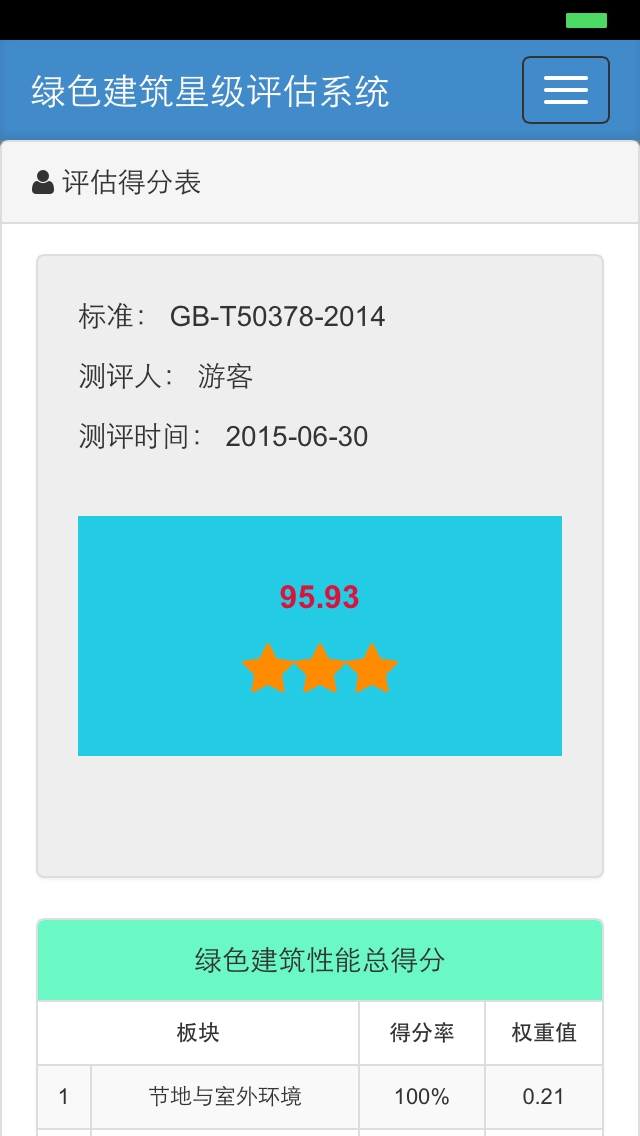 绿色建筑星级评估系统
评估得分表
标准： GB-T50378-2014
测评人： 游客
测评时间： 2015-06-30
95.93
绿色建筑性能总得分
板块 得分率 权重值
1 节地与室外环境 100% 0.21